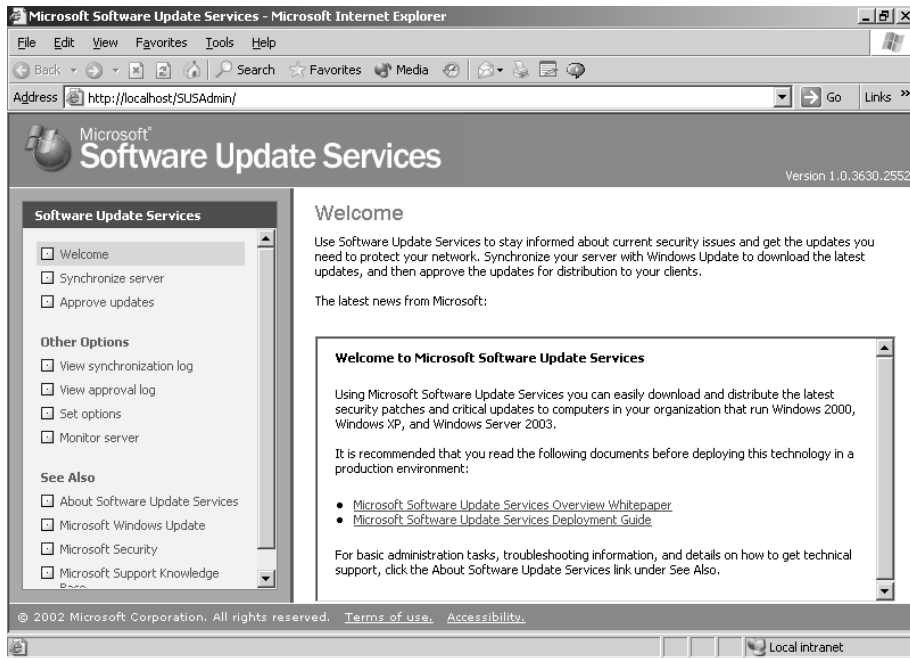 Microsoft Software Update Services - Microsoft Internet Explorer
File Edit View Favorites Tools Help
Back Search Favorites Media
Address http://localhost/SUSAdmin/ Go Links »
Microsoft®
Software Update Services
Version 1.0.3630.2552
Software Update Services
Welcome
Synchronize server
Approve updates
Other Options
View synchronization log
View approval log
Set options
Monitor server
See Also
About Software Update Services
Microsoft Windows Update
Microsoft Security
Microsoft Support Knowledge
Welcome
Use Software Update Services to stay informed about current security issues and get the updates you
need to protect your network. Synchronize your server with Windows Update to download the latest
updates, and then approve the updates for distribution to your clients.
The latest news from Microsoft:
Welcome to Microsoft Software Update Services
Using Microsoft Software Update Services you can easily download and distribute the latest
security patches and critical updates to computers in your organization that run Windows 2000,
Windows XP, and Windows Server 2003.
It is recommended that you read the following documents before deploying this technology in a
production environment:
• Microsoft Software Update Services Overview Whitepaper
• Microsoft Software Update Services Deployment Guide
For basic administration tasks, troubleshooting information, and details on how to get technical
support, click the About Software Update Services link under See Also.
© 2002 Microsoft Corporation. All rights reserved. Terms of use. Accessibility.
Local intranet